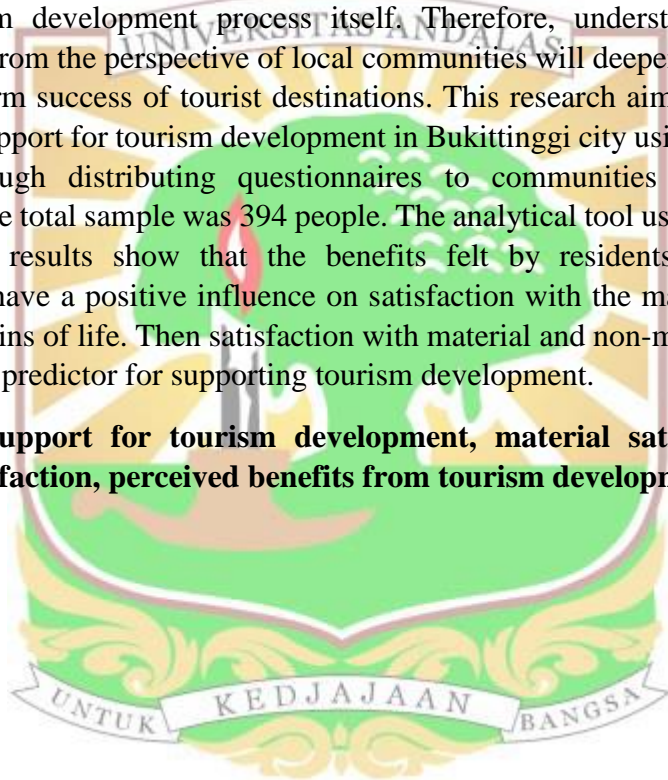 m development process itself. Therefore, underst
UNIVERSITAS ANDALAS
rom the perspective of local communities will deepe
rm success of tourist destinations. This research aim
pport for tourism development in Bukittinggi city usi
ugh distributing questionnaires to communities
e total sample was 394 people. The analytical tool us
results show that the benefits felt by residents
have a positive influence on satisfaction with the ma
ins of life. Then satisfaction with material and non-m
predictor for supporting tourism development.
upport for tourism development, material sat
faction, perceived benefits from tourism developm
UNTUK KEDJAJAAN BANGSA